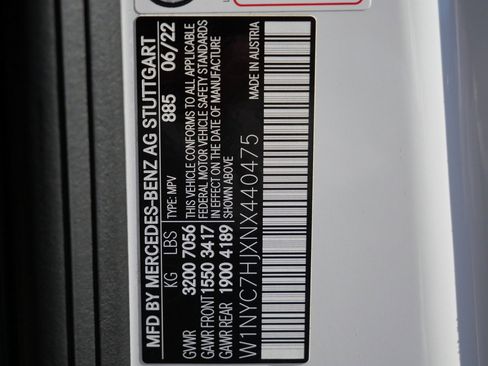 MFD BY MERCEDES-BENZ AG STUTTGART
KG LBS TYPE: MPV 885 06/22
GVWR 3200 7056 THIS VEHICLE CONFORMS TO ALL APPLICABLE
GAWR FRONT 1550 3417 FEDERAL MOTOR VEHICLE SAFETY STANDARDS
GAWR REAR 1900 4189 IN EFFECT ON THE DATE OF MANUFACTURE
SHOWN ABOVE MADE IN AUSTRIA
W1NYC7HJXNX440475